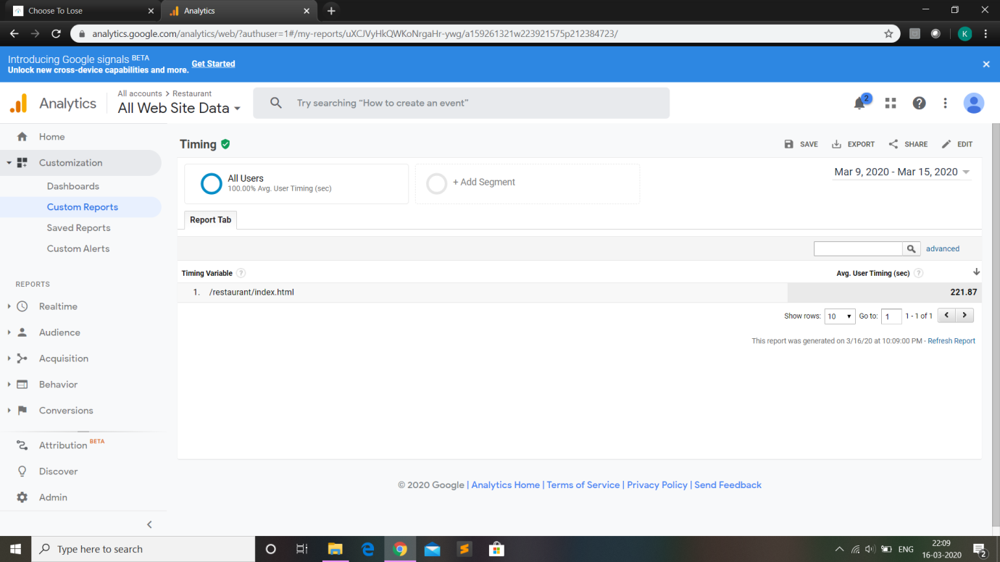 Choose To Lose
Analytics
analytics.google.com/analytics/web/?authuser=1#/my-reports/uXCJVyHkQWKoNrgaHr-ywg/a159261321w223921575p212384723/
K
Introducing Google signals BETA
Unlock new cross-device capabilities and more.
Get Started
Analytics
All accounts > Restaurant
All Web Site Data
Try searching “How to create an event”
2
Home
Customization
Dashboards
Custom Reports
Saved Reports
Custom Alerts
REPORTS
Realtime
Audience
Acquisition
Behavior
Conversions
Attribution BETA
Discover
Admin
Timing
SAVE
EXPORT
SHARE
EDIT
All Users
100.00% Avg. User Timing (sec)
+ Add Segment
Mar 9, 2020 - Mar 15, 2020
Report Tab
advanced
Timing Variable ?
Avg. User Timing (sec) ?
1. /restaurant/index.html 221.87
Show rows: 10 Go to: 1 1 - 1 of 1
This report was generated on 3/16/20 at 10:09:00 PM - Refresh Report
© 2020 Google | Analytics Home | Terms of Service | Privacy Policy | Send Feedback
Type here to search
ENG
22:09
16-03-2020
2